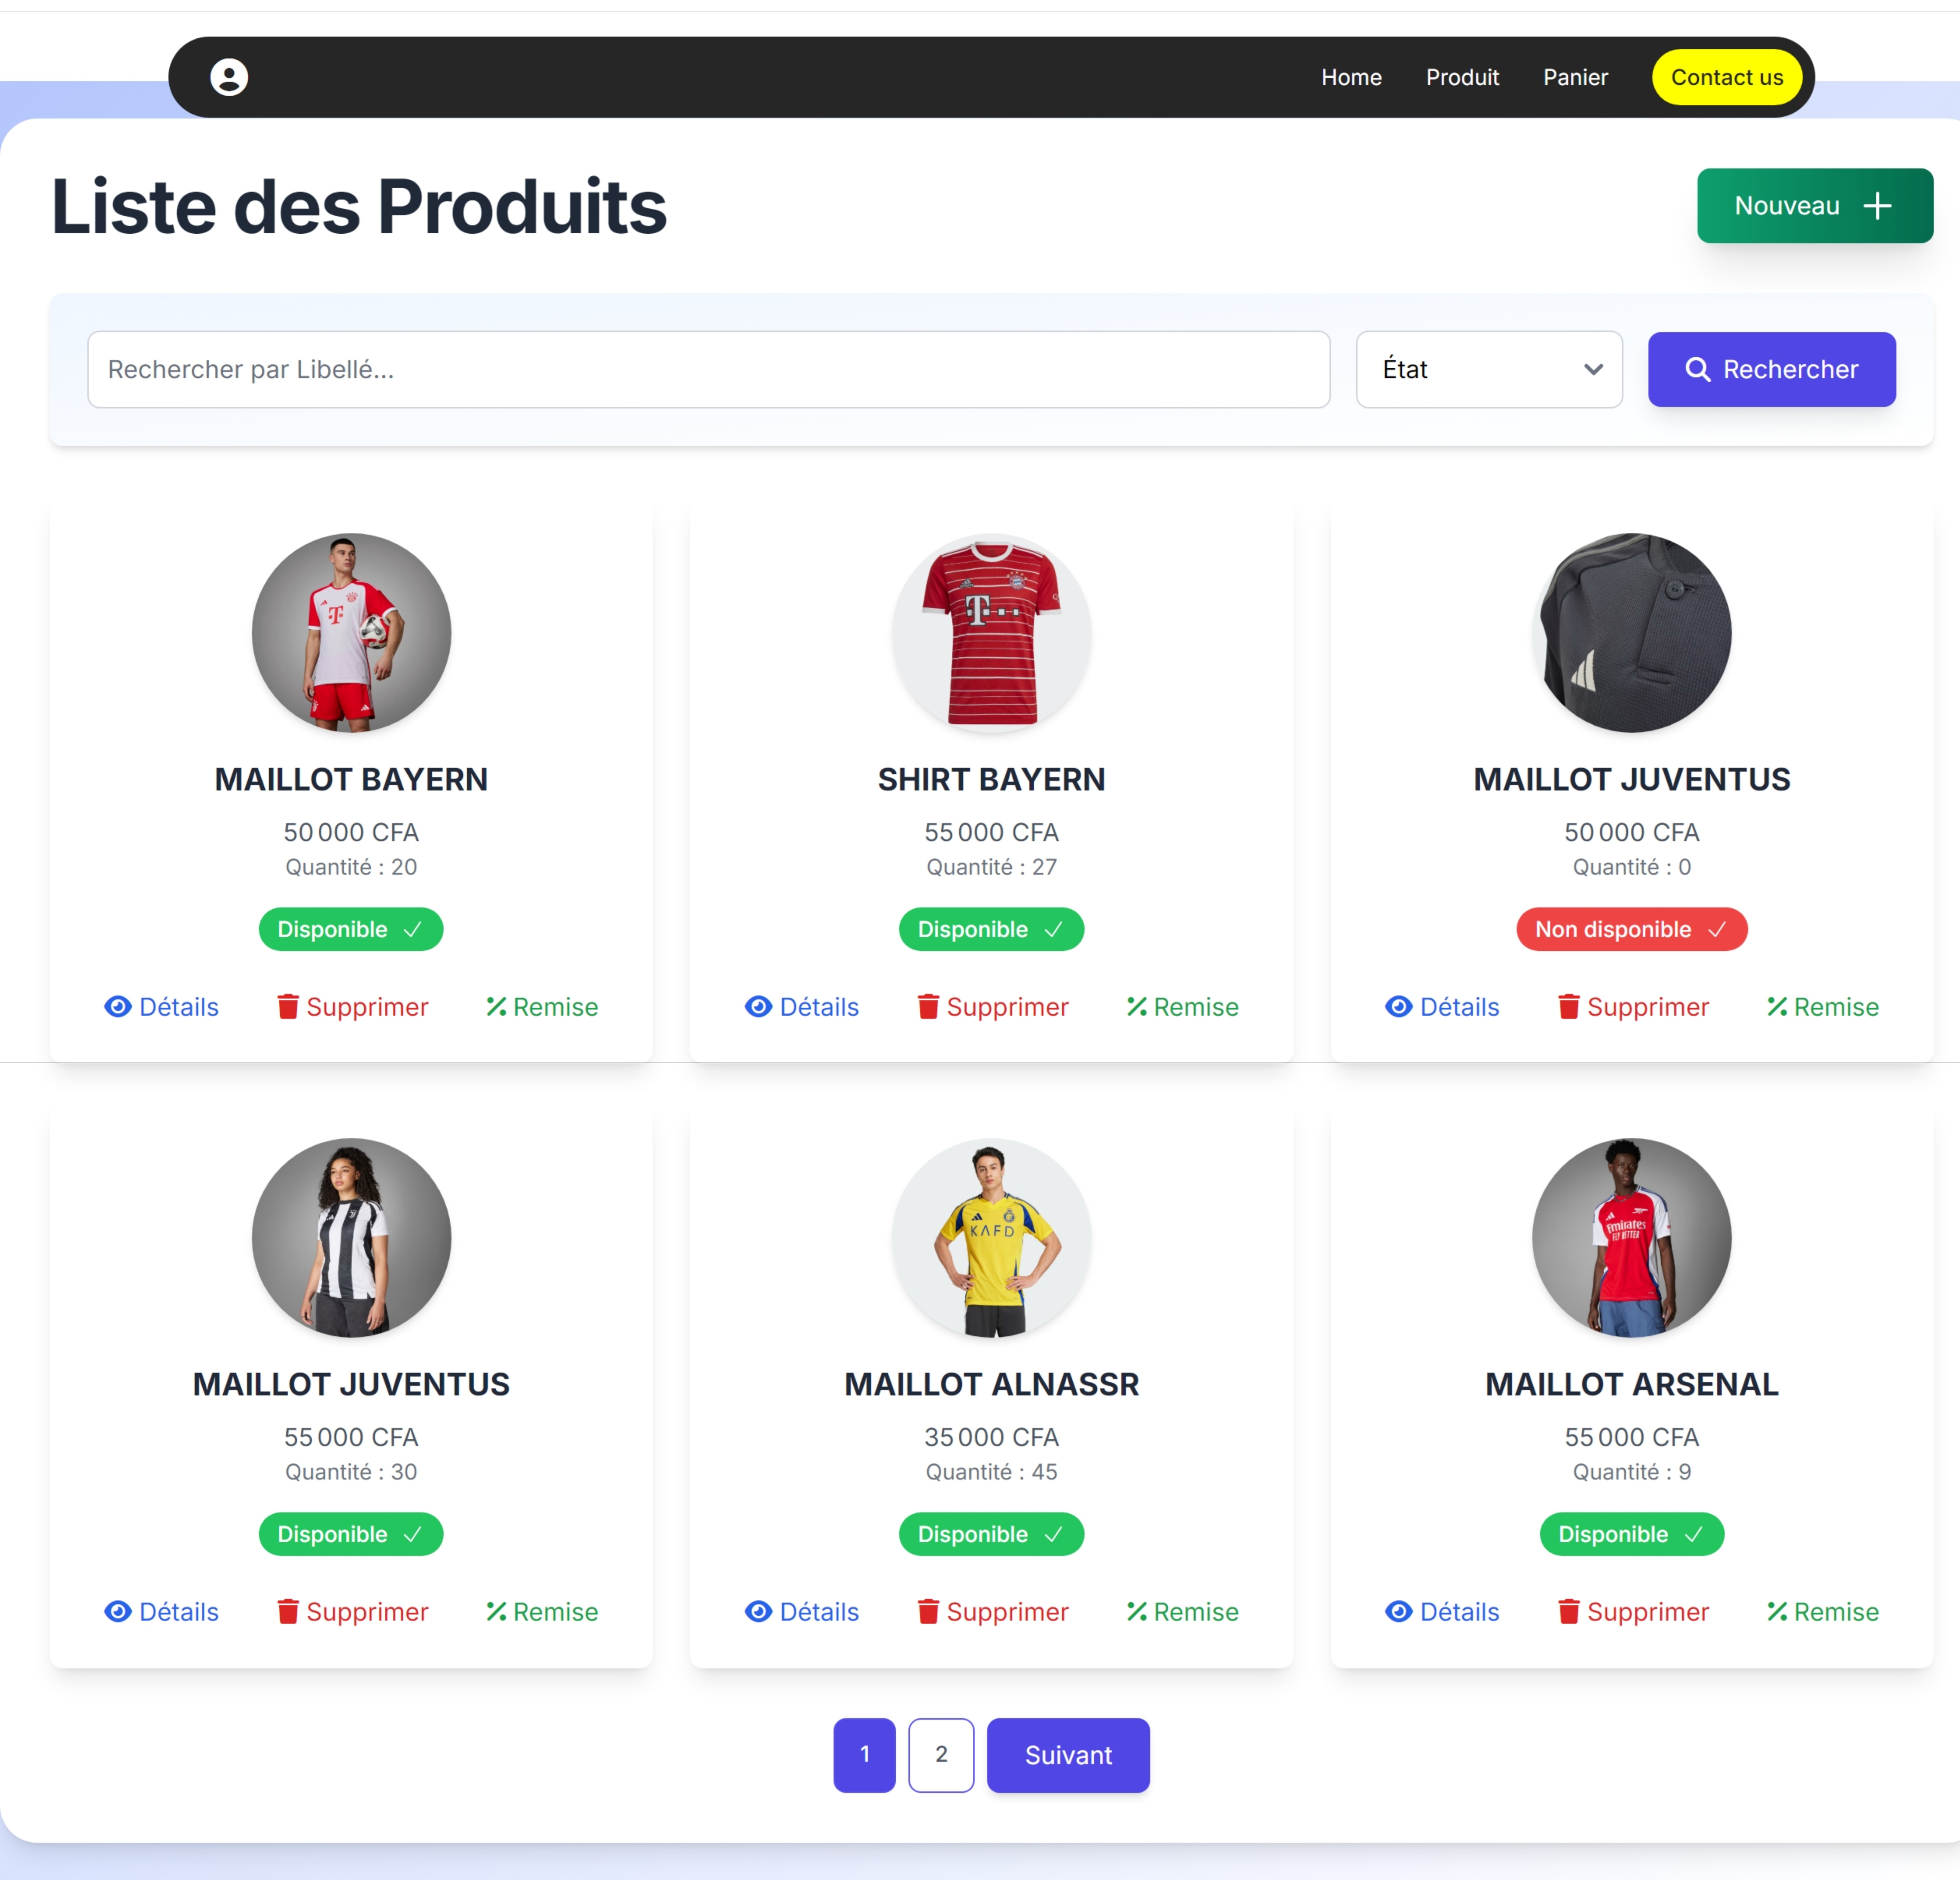 Home Produit Panier Contact us
Liste des Produits
Nouveau
Rechercher par Libellé...
État
Rechercher
T
T
MAILLOT BAYERN
50 000 CFA
Quantité : 20
Disponible
Détails Supprimer Remise
SHIRT BAYERN
55 000 CFA
Quantité : 27
Disponible
Détails Supprimer Remise
MAILLOT JUVENTUS
50 000 CFA
Quantité : 0
Non disponible
Détails Supprimer Remise
MAILLOT JUVENTUS
55 000 CFA
Quantité : 30
Disponible
Détails Supprimer Remise
KAFD
MAILLOT ALNASSR
35 000 CFA
Quantité : 45
Disponible
Détails Supprimer Remise
Emirates
FLY BETTER
MAILLOT ARSENAL
55 000 CFA
Quantité : 9
Disponible
Détails Supprimer Remise
1 2 Suivant